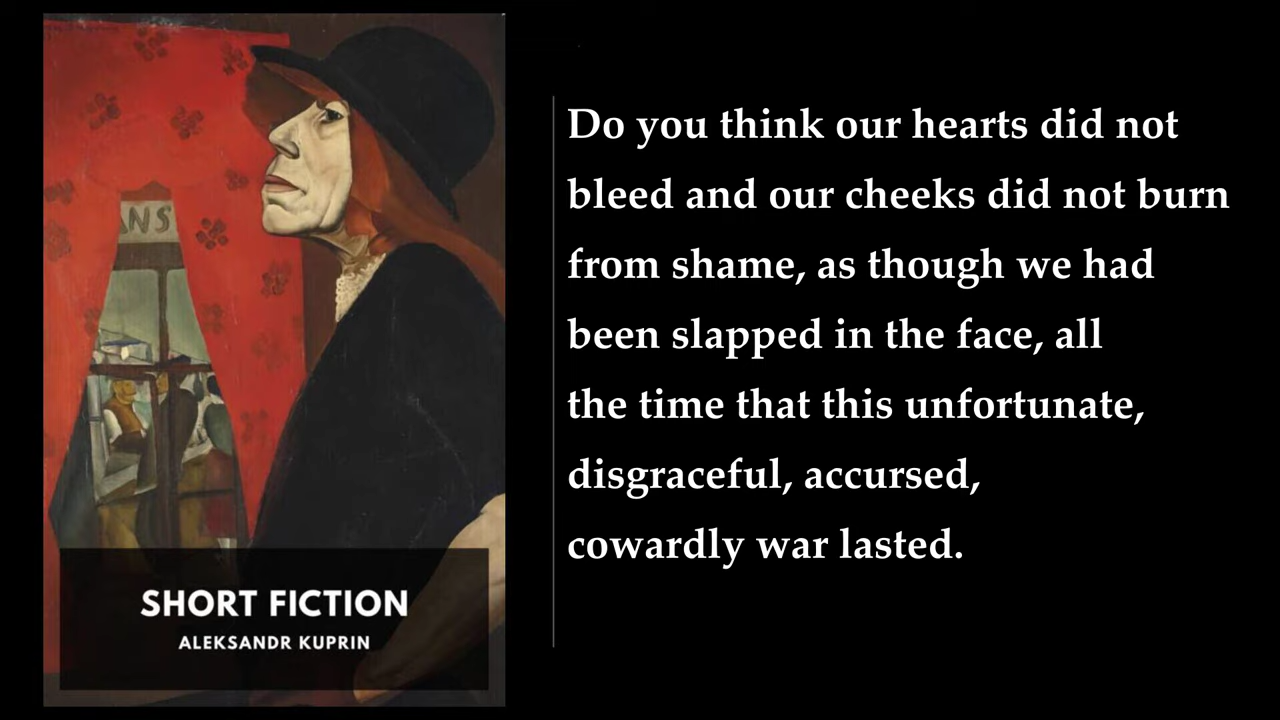 ANS
SHORT FICTION
ALEKSANDR KUPRIN
Do you think our hearts did not
bleed and our cheeks did not burn
from shame, as though we had
been slapped in the face, all
the time that this unfortunate,
disgraceful, accursed,
cowardly war lasted.